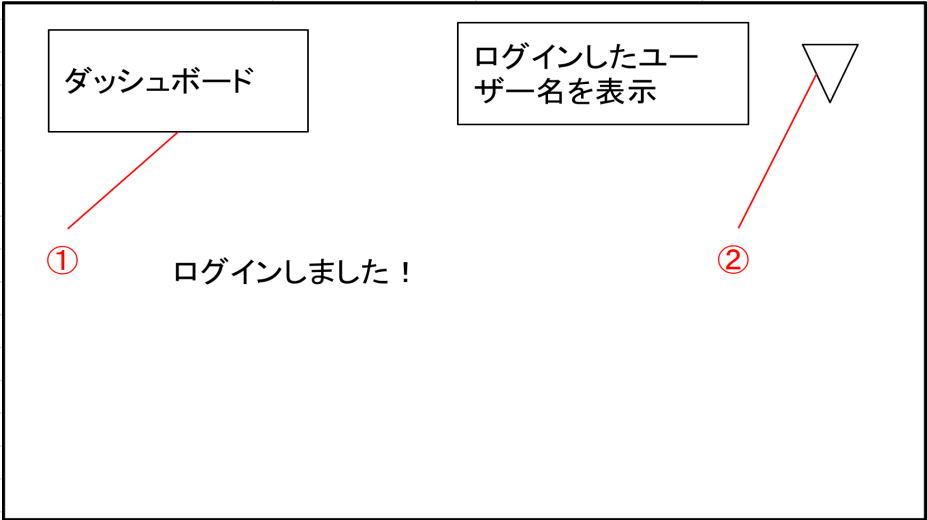 ダッシュボード
ログインしたユー
ザー名を表示
①
②
ログインしました！